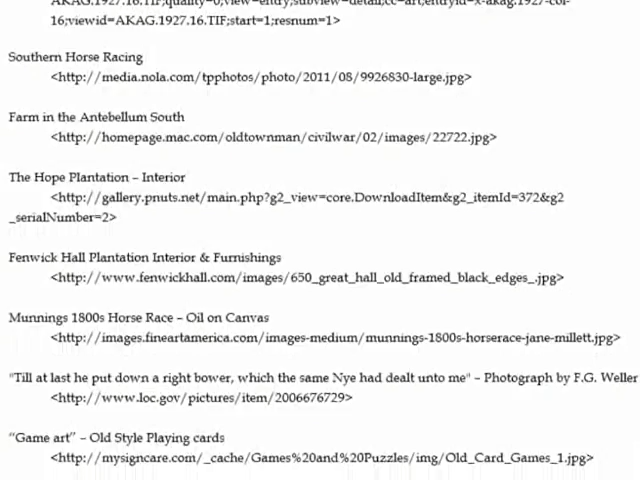 AKAG.1927.16.TIF;quality=0;view=entry;subview=detail;cc=art;entryid=x-akag.1927-col-
16;viewid=AKAG.1927.16.TIF;start=1;resnum=1>
Southern Horse Racing
<http://media.nola.com/tpphotos/photo/2011/08/9926830-large.jpg>
Farm in the Antebellum South
<http://homepage.mac.com/oldtownman/civilwar/02/images/22722.jpg>
The Hope Plantation – Interior
<http://gallery.pnuts.net/main.php?g2_view=core.DownloadItem&g2_itemId=372&g2
_serialNumber=2>
Fenwick Hall Plantation Interior & Furnishings
<http://www.fenwickhall.com/images/650_great_hall_old_framed_black_edges_.jpg>
Munnings 1800s Horse Race – Oil on Canvas
<http://images.fineartamerica.com/images-medium/munnings-1800s-horserace-jane-millett.jpg>
"Till at last he put down a right bower, which the same Nye had dealt unto me" – Photograph by F.G. Weller
<http://www.loc.gov/pictures/item/2006676729>
“Game art” – Old Style Playing cards
<http://mysigncare.com/_cache/Games%20and%20Puzzles/img/Old_Card_Games_1.jpg>